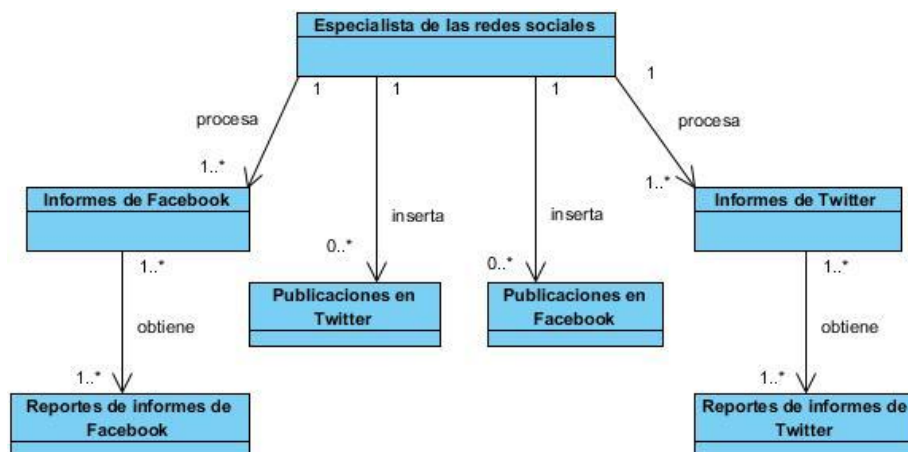 Especialista de las redes sociales
1
1
1
1
procesa
procesa
1..*
1..*
Informes de Facebook
Informes de Twitter
inserta
inserta
0..*
0..*
1..*
1..*
Publicaciones en
Twitter
Publicaciones en
Facebook
obtiene
obtiene
1..*
1..*
Reportes de informes de
Facebook
Reportes de informes de
Twitter